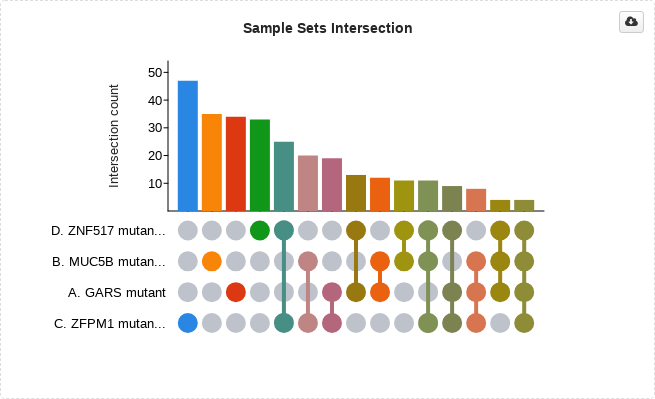 Sample Sets Intersection
Intersection count
50
40
30
20
10
D. ZNF517 mutan...
B. MUC5B mutan...
A. GARS mutant
C. ZFPM1 mutan...